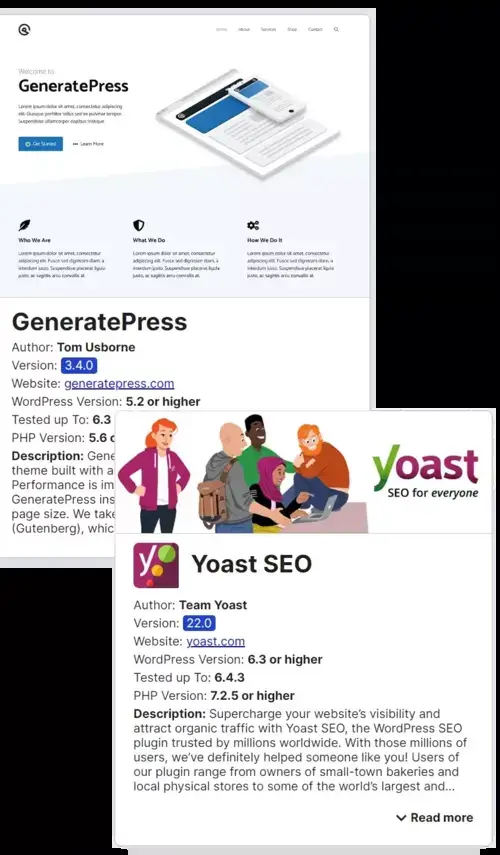 Home About Services Shop Contact
Welcome to
GeneratePress
Lorem ipsum dolor sit amet, consectetur adipiscing
elit. Quisque porttitor tellus sed ex pulvinar tempor.
Suspendisse ullamcorper dapibus tristique.
Get Started Learn More
Who We Are What We Do How We Do It
Lorem ipsum dolor sit amet, consectetur
adipiscing elit. Fusce sed dignissim diam, a
interdum justo. Suspendisse placerat ligula
justo, ac sagittis arcu convallis at.
Lorem ipsum dolor sit amet, consectetur
adipiscing elit. Fusce sed dignissim diam, a
interdum justo. Suspendisse placerat ligula
justo, ac sagittis arcu convallis at.
Lorem ipsum dolor sit amet, consectetur
adipiscing elit. Fusce sed dignissim diam, a
interdum justo. Suspendisse placerat ligula
justo, ac sagittis arcu convallis at.
GeneratePress
Author: Tom Usborne
Version: 3.4.0
Website: generatepress.com
WordPress Version: 5.2 or higher
Tested up To: 6.3
PHP Version: 5.6
Description: Gene
theme built with a
Performance is im
GeneratePress ins
page size. We take
(Gutenberg), whic
yoast
SEO for everyone
Yoast SEO
Author: Team Yoast
Version: 22.0
Website: yoast.com
WordPress Version: 6.3 or higher
Tested up To: 6.4.3
PHP Version: 7.2.5 or higher
Description: Supercharge your website's visibility and
attract organic traffic with Yoast SEO, the WordPress SEO
plugin trusted by millions worldwide. With those millions of
users, we've definitely helped someone like you! Users of
our plugin range from owners of small-town bakeries and
local physical stores to some of the world's largest and...
Read more